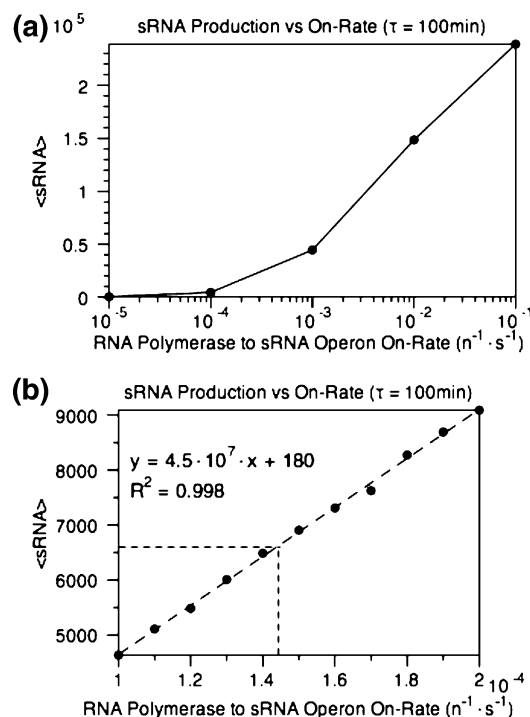 (a)
10^5 sRNA Production vs On-Rate (τ = 100min)
2
1.5
1
0.5
0
<sRNA>
10^-5 10^-4 10^-3 10^-2 10^-1
RNA Polymerase to sRNA Operon On-Rate (n^-1 · s^-1)
(b)
sRNA Production vs On-Rate (τ = 100min)
9000
8000
7000
6000
5000
<sRNA>
y = 4.5 · 10^7 · x + 180
R^2 = 0.998
1 1.2 1.4 1.6 1.8 2 10^-4
RNA Polymerase to sRNA Operon On-Rate (n^-1 · s^-1)